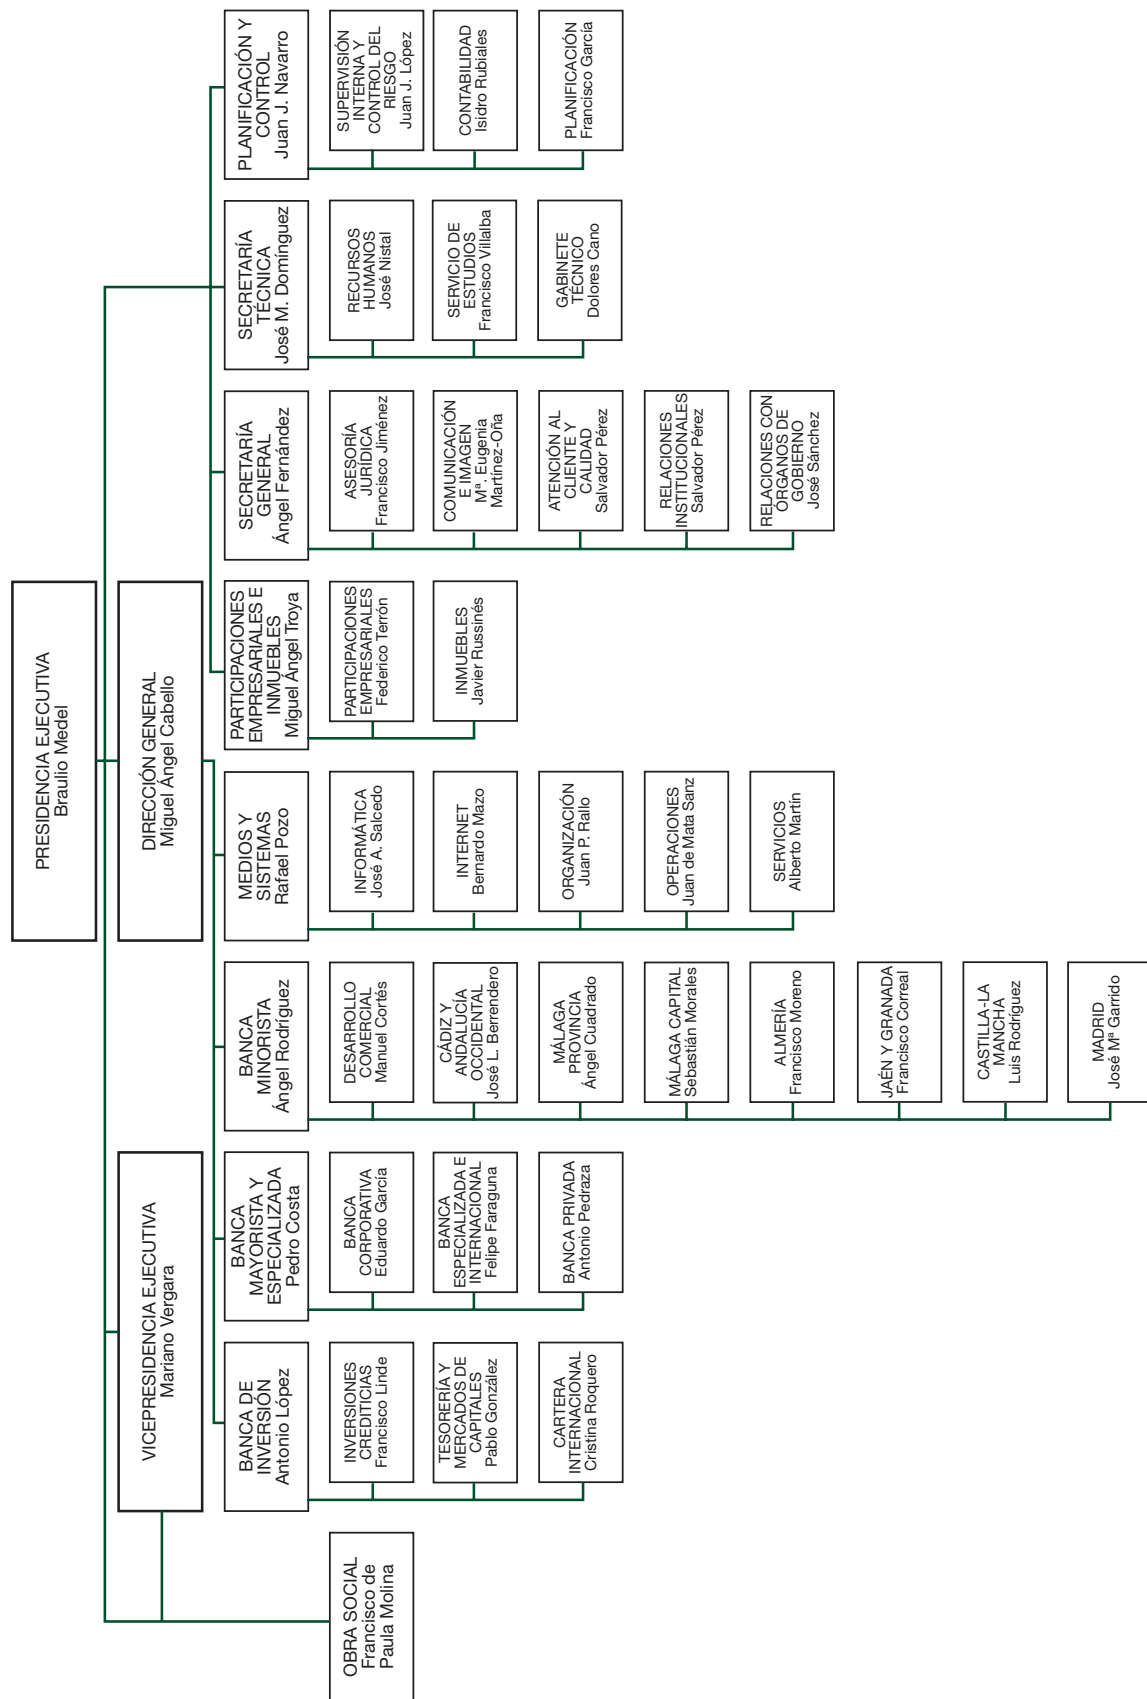 PRESIDENCIA EJECUTIVA
Braulio Medel
VICEPRESIDENCIA EJECUTIVA
Mariano Vergara
DIRECCIÓN GENERAL
Miguel Ángel Cabello
OBRA SOCIAL
Francisco de
Paula Molina
BANCA DE
INVERSIÓN
Antonio López
INVERSIONES
CREDITICIAS
Francisco Linde
TESORERÍA Y
MERCADOS DE
CAPITALES
Pablo González
CARTERA
INTERNACIONAL
Cristina Roquero
BANCA
MAYORISTA Y
ESPECIALIZADA
Pedro Costa
BANCA
CORPORATIVA
Eduardo García
BANCA
ESPECIALIZADA E
INTERNACIONAL
Felipe Faraguna
BANCA PRIVADA
Antonio Pedraza
BANCA
MINORISTA
Ángel Rodríguez
DESARROLLO
COMERCIAL
Manuel Cortés
CÁDIZ Y
ANDALUCÍA
OCCIDENTAL
José L. Berrendero
MÁLAGA
PROVINCIA
Ángel Cuadrado
MÁLAGA CAPITAL
Sebastián Morales
ALMERÍA
Francisco Moreno
JAÉN Y GRANADA
Francisco Correal
CASTILLA-LA
MANCHA
Luis Rodríguez
MADRID
José Mª Garrido
MEDIOS Y
SISTEMAS
Rafael Pozo
INFORMÁTICA
José A. Salcedo
INTERNET
Bernardo Mazo
ORGANIZACIÓN
Juan P. Rallo
OPERACIONES
Juan de Mata Sanz
SERVICIOS
Alberto Martín
PARTICIPACIONES
EMPRESARIALES E
INMUEBLES
Miguel Ángel Troya
PARTICIPACIONES
EMPRESARIALES
Federico Terrón
INMUEBLES
Javier Russinés
SECRETARÍA
GENERAL
Ángel Fernández
ASESORÍA
JURÍDICA
Francisco Jiménez
COMUNICACIÓN
E IMAGEN
Mª. Eugenia
Martínez-Oña
ATENCIÓN AL
CLIENTE Y
CALIDAD
Salvador Pérez
RELACIONES
INSTITUCIONALES
Salvador Pérez
RELACIONES CON
ÓRGANOS DE
GOBIERNO
José Sánchez
SECRETARÍA
TÉCNICA
José M. Domínguez
RECURSOS
HUMANOS
José Nistal
SERVICIO DE
ESTUDIOS
Francisco Villalba
GABINETE
TÉCNICO
Dolores Cano
PLANIFICACIÓN Y
CONTROL
Juan J. Navarro
SUPERVISIÓN
INTERNA Y
CONTROL DEL
RIESGO
Juan J. López
CONTABILIDAD
Isidro Rubiales
PLANIFICACIÓN
Francisco García